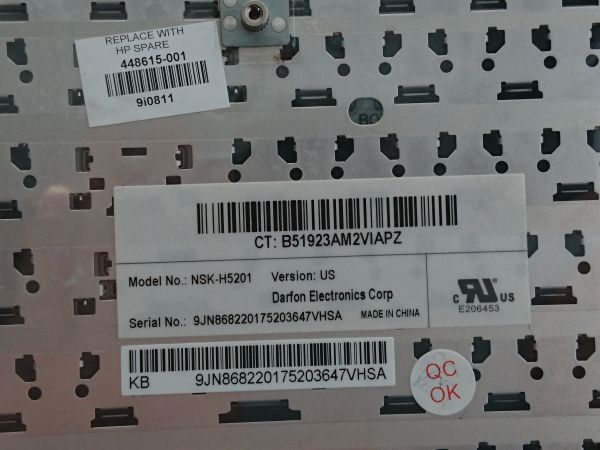 REPLACE WITH
HP SPARE
448615-001
9i0811
CT: B51923AM2VIAPZ
Model No.: NSK-H5201 Version: US
Darfon Electronics Corp
Serial No.: 9JN868220175203647VHSA MADE IN CHINA
C RU US
E206453
KB 9JN868220175203647VHSA
QC
OK